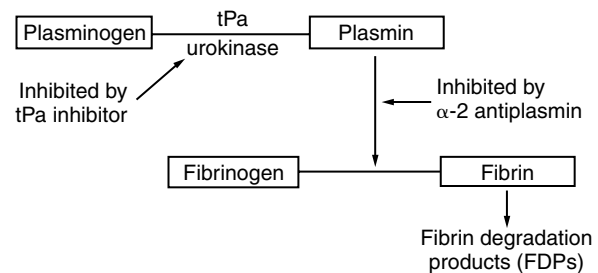 tPa
Plasminogen
Plasmin
urokinase
Inhibited by
tPa inhibitor
Inhibited by
α-2 antiplasmin
Fibrinogen
Fibrin
Fibrin degradation
products (FDPs)